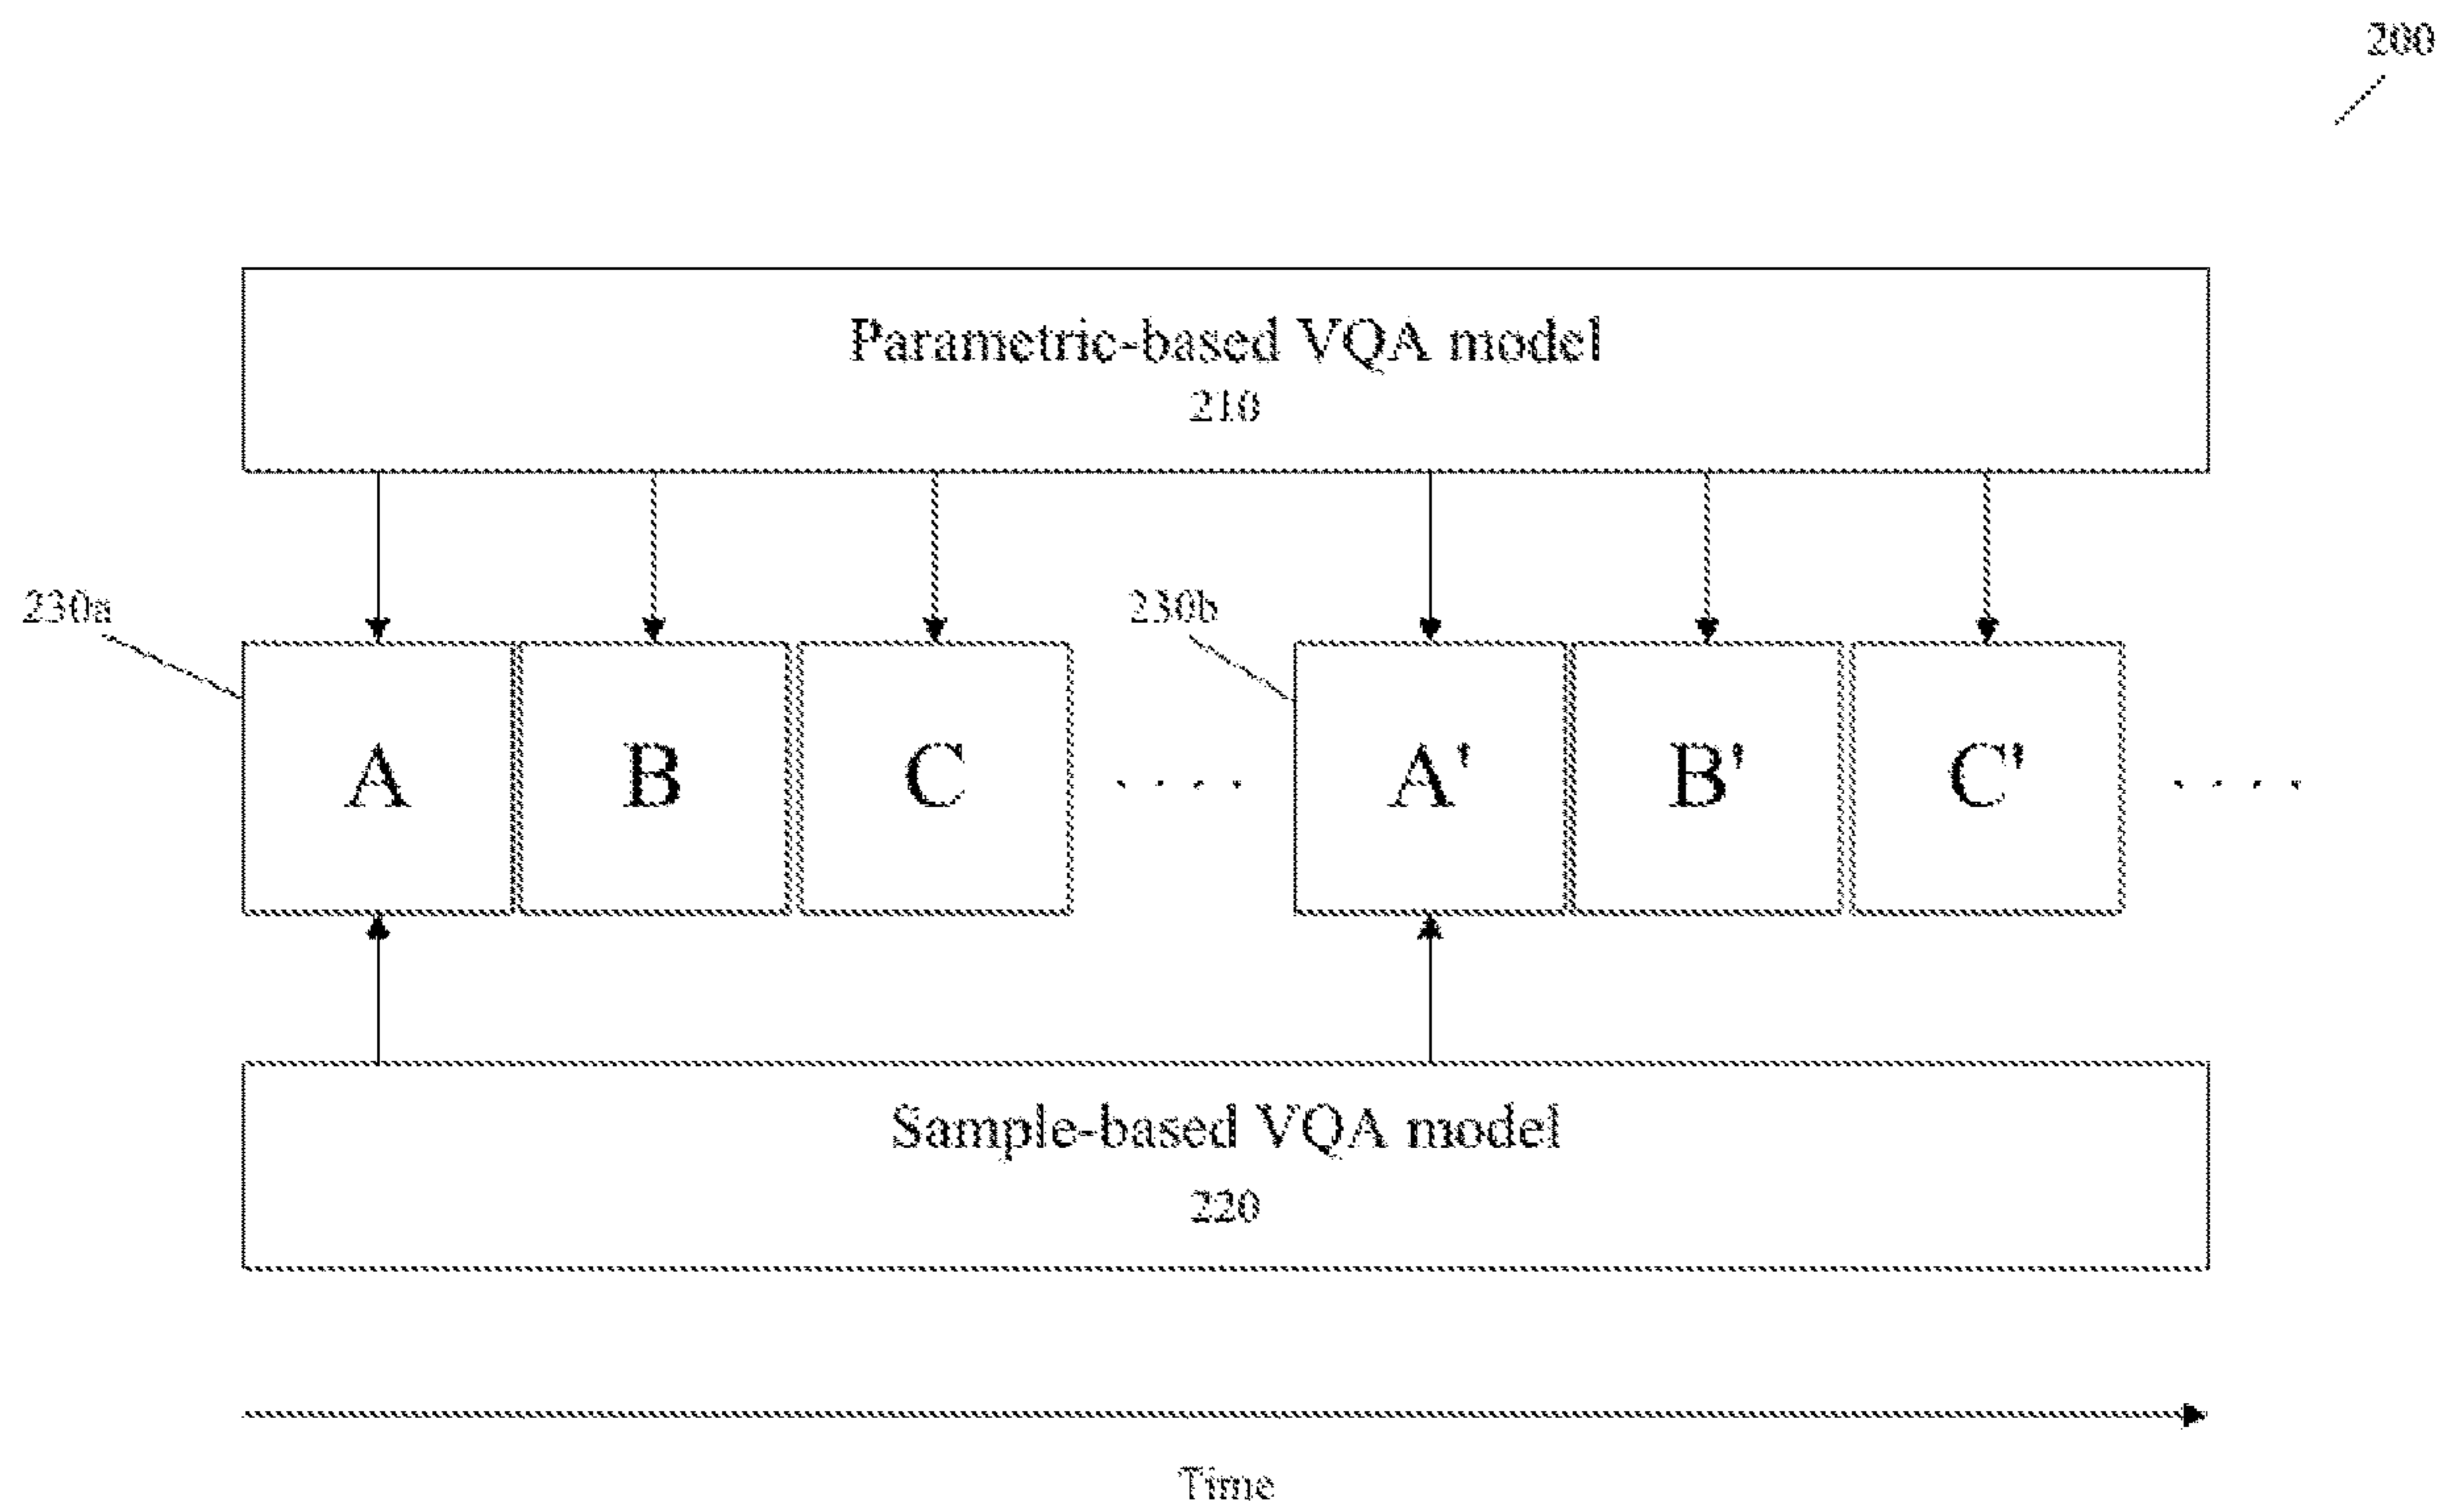 200
Parametric-based VQA model
210
230a
230b
A B C . . . . A' B' C' . . . .
Sample-based VQA model
220
Time